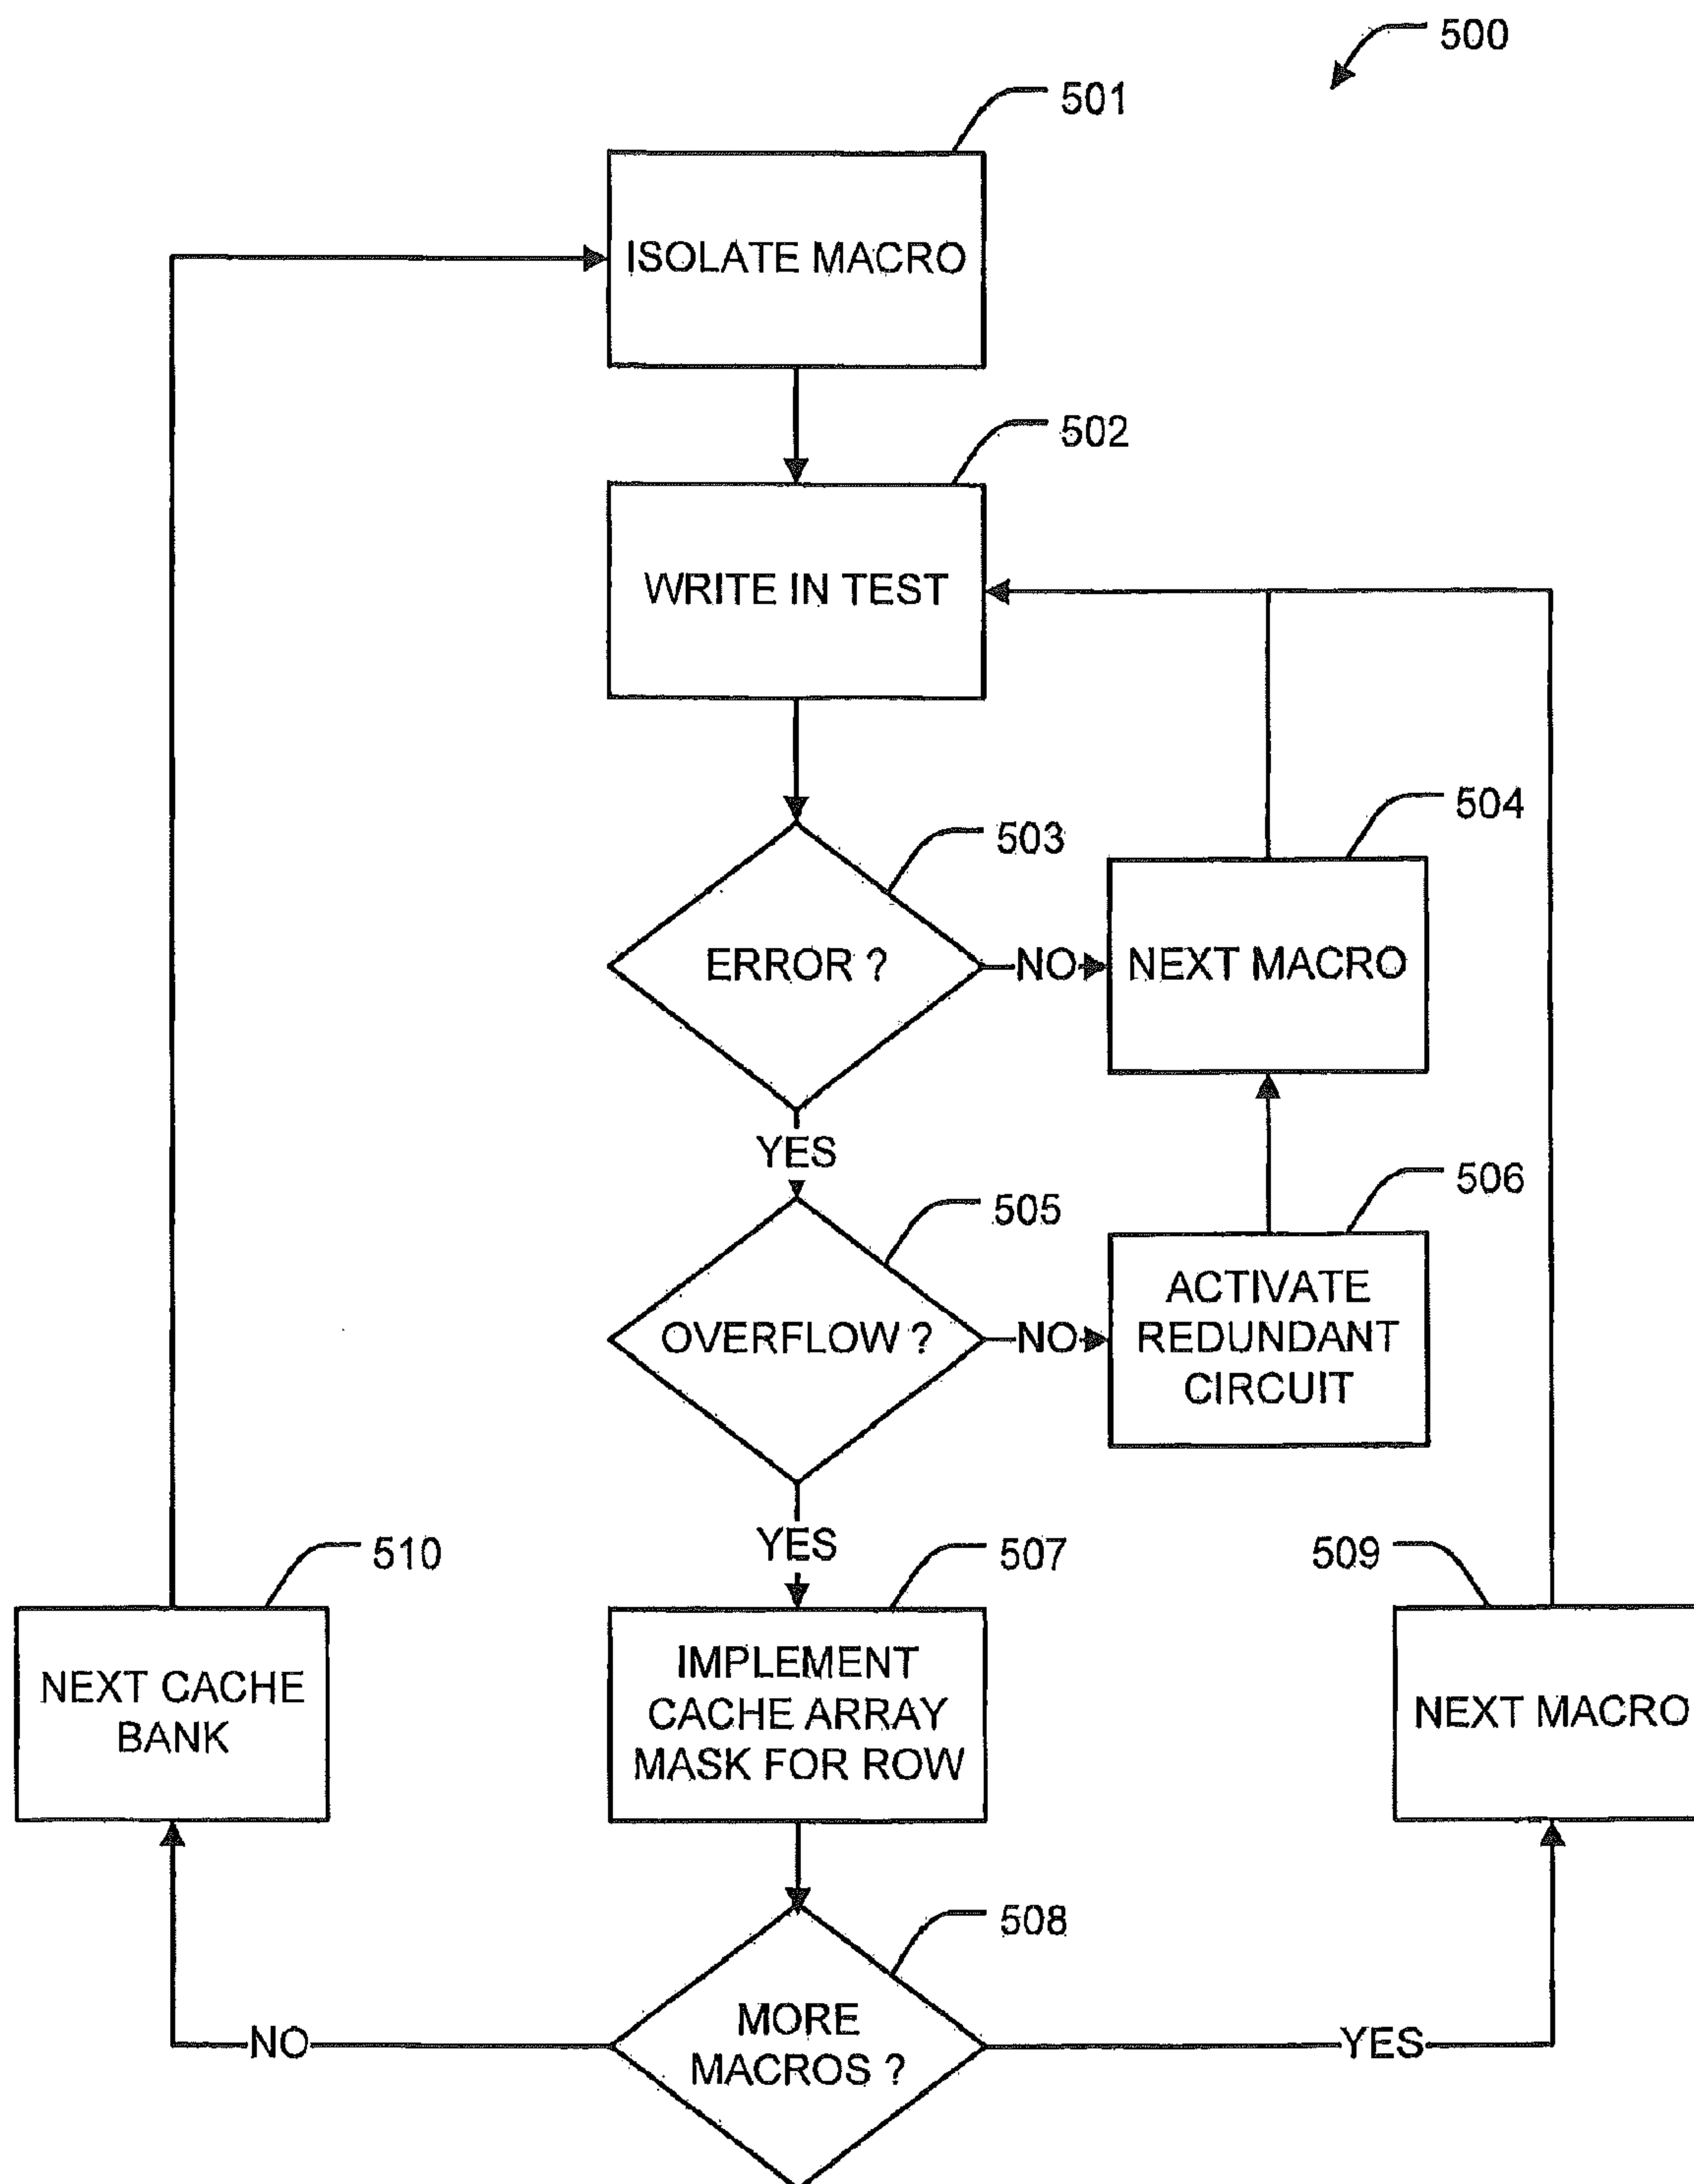 500
501
ISOLATE MACRO
502
WRITE IN TEST
503
504
ERROR ?
NO
NEXT MACRO
YES
505
506
OVERFLOW ?
NO
ACTIVATE
REDUNDANT
CIRCUIT
YES
510
507
509
NEXT CACHE
BANK
IMPLEMENT
CACHE ARRAY
MASK FOR ROW
NEXT MACRO
508
NO
MORE
MACROS ?
YES